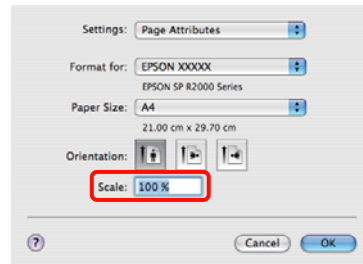 Settings: Page Attributes
Format for: EPSON XXXXX
EPSON SP R2000 Series
Paper Size: A4
21.00 cm x 29.70 cm
Orientation:
Scale: 100 %
? Cancel OK